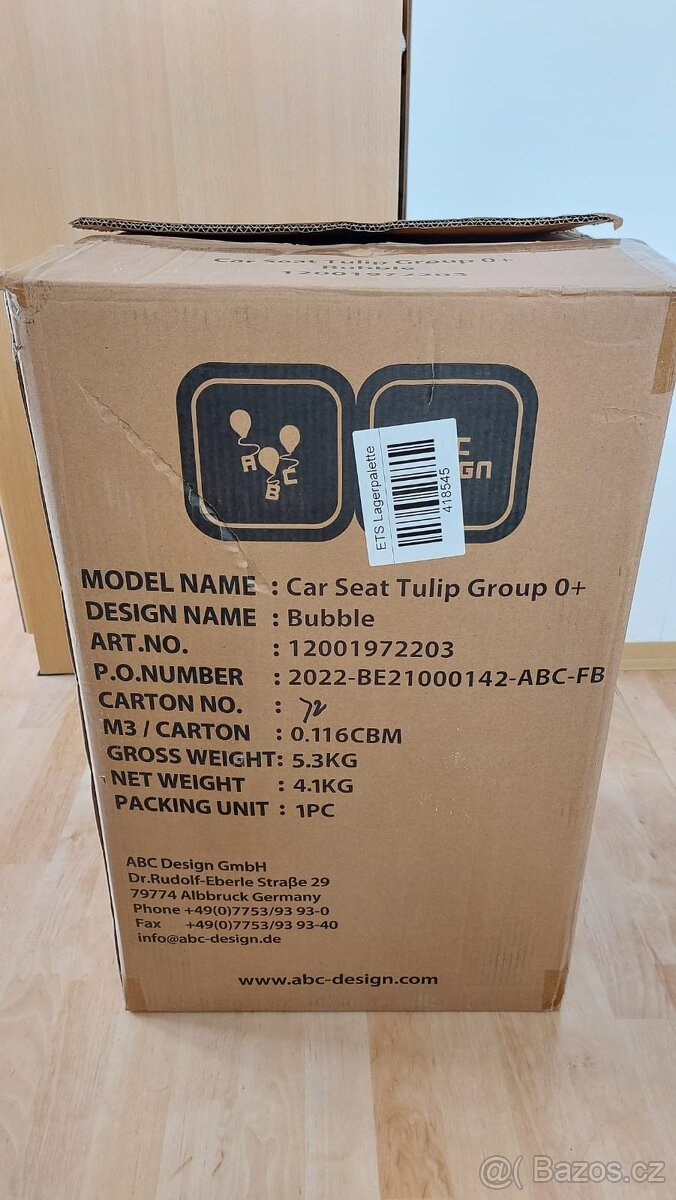 Car Seat Tulip Group 0+
Bubble
12001972203
A
B
C
ETS Lagerpalette
418545
MODEL NAME : Car Seat Tulip Group 0+
DESIGN NAME : Bubble
ART.NO. : 12001972203
P.O.NUMBER : 2022-BE21000142-ABC-FB
CARTON NO. : 72
M3 / CARTON : 0.116CBM
GROSS WEIGHT: 5.3KG
NET WEIGHT : 4.1KG
PACKING UNIT : 1PC
ABC Design GmbH
Dr.Rudolf-Eberle Straße 29
79774 Albbruck Germany
Phone +49(0)7753/93 93-0
Fax +49(0)7753/93 93-40
info@abc-design.de
www.abc-design.com
@( Bazos.cz